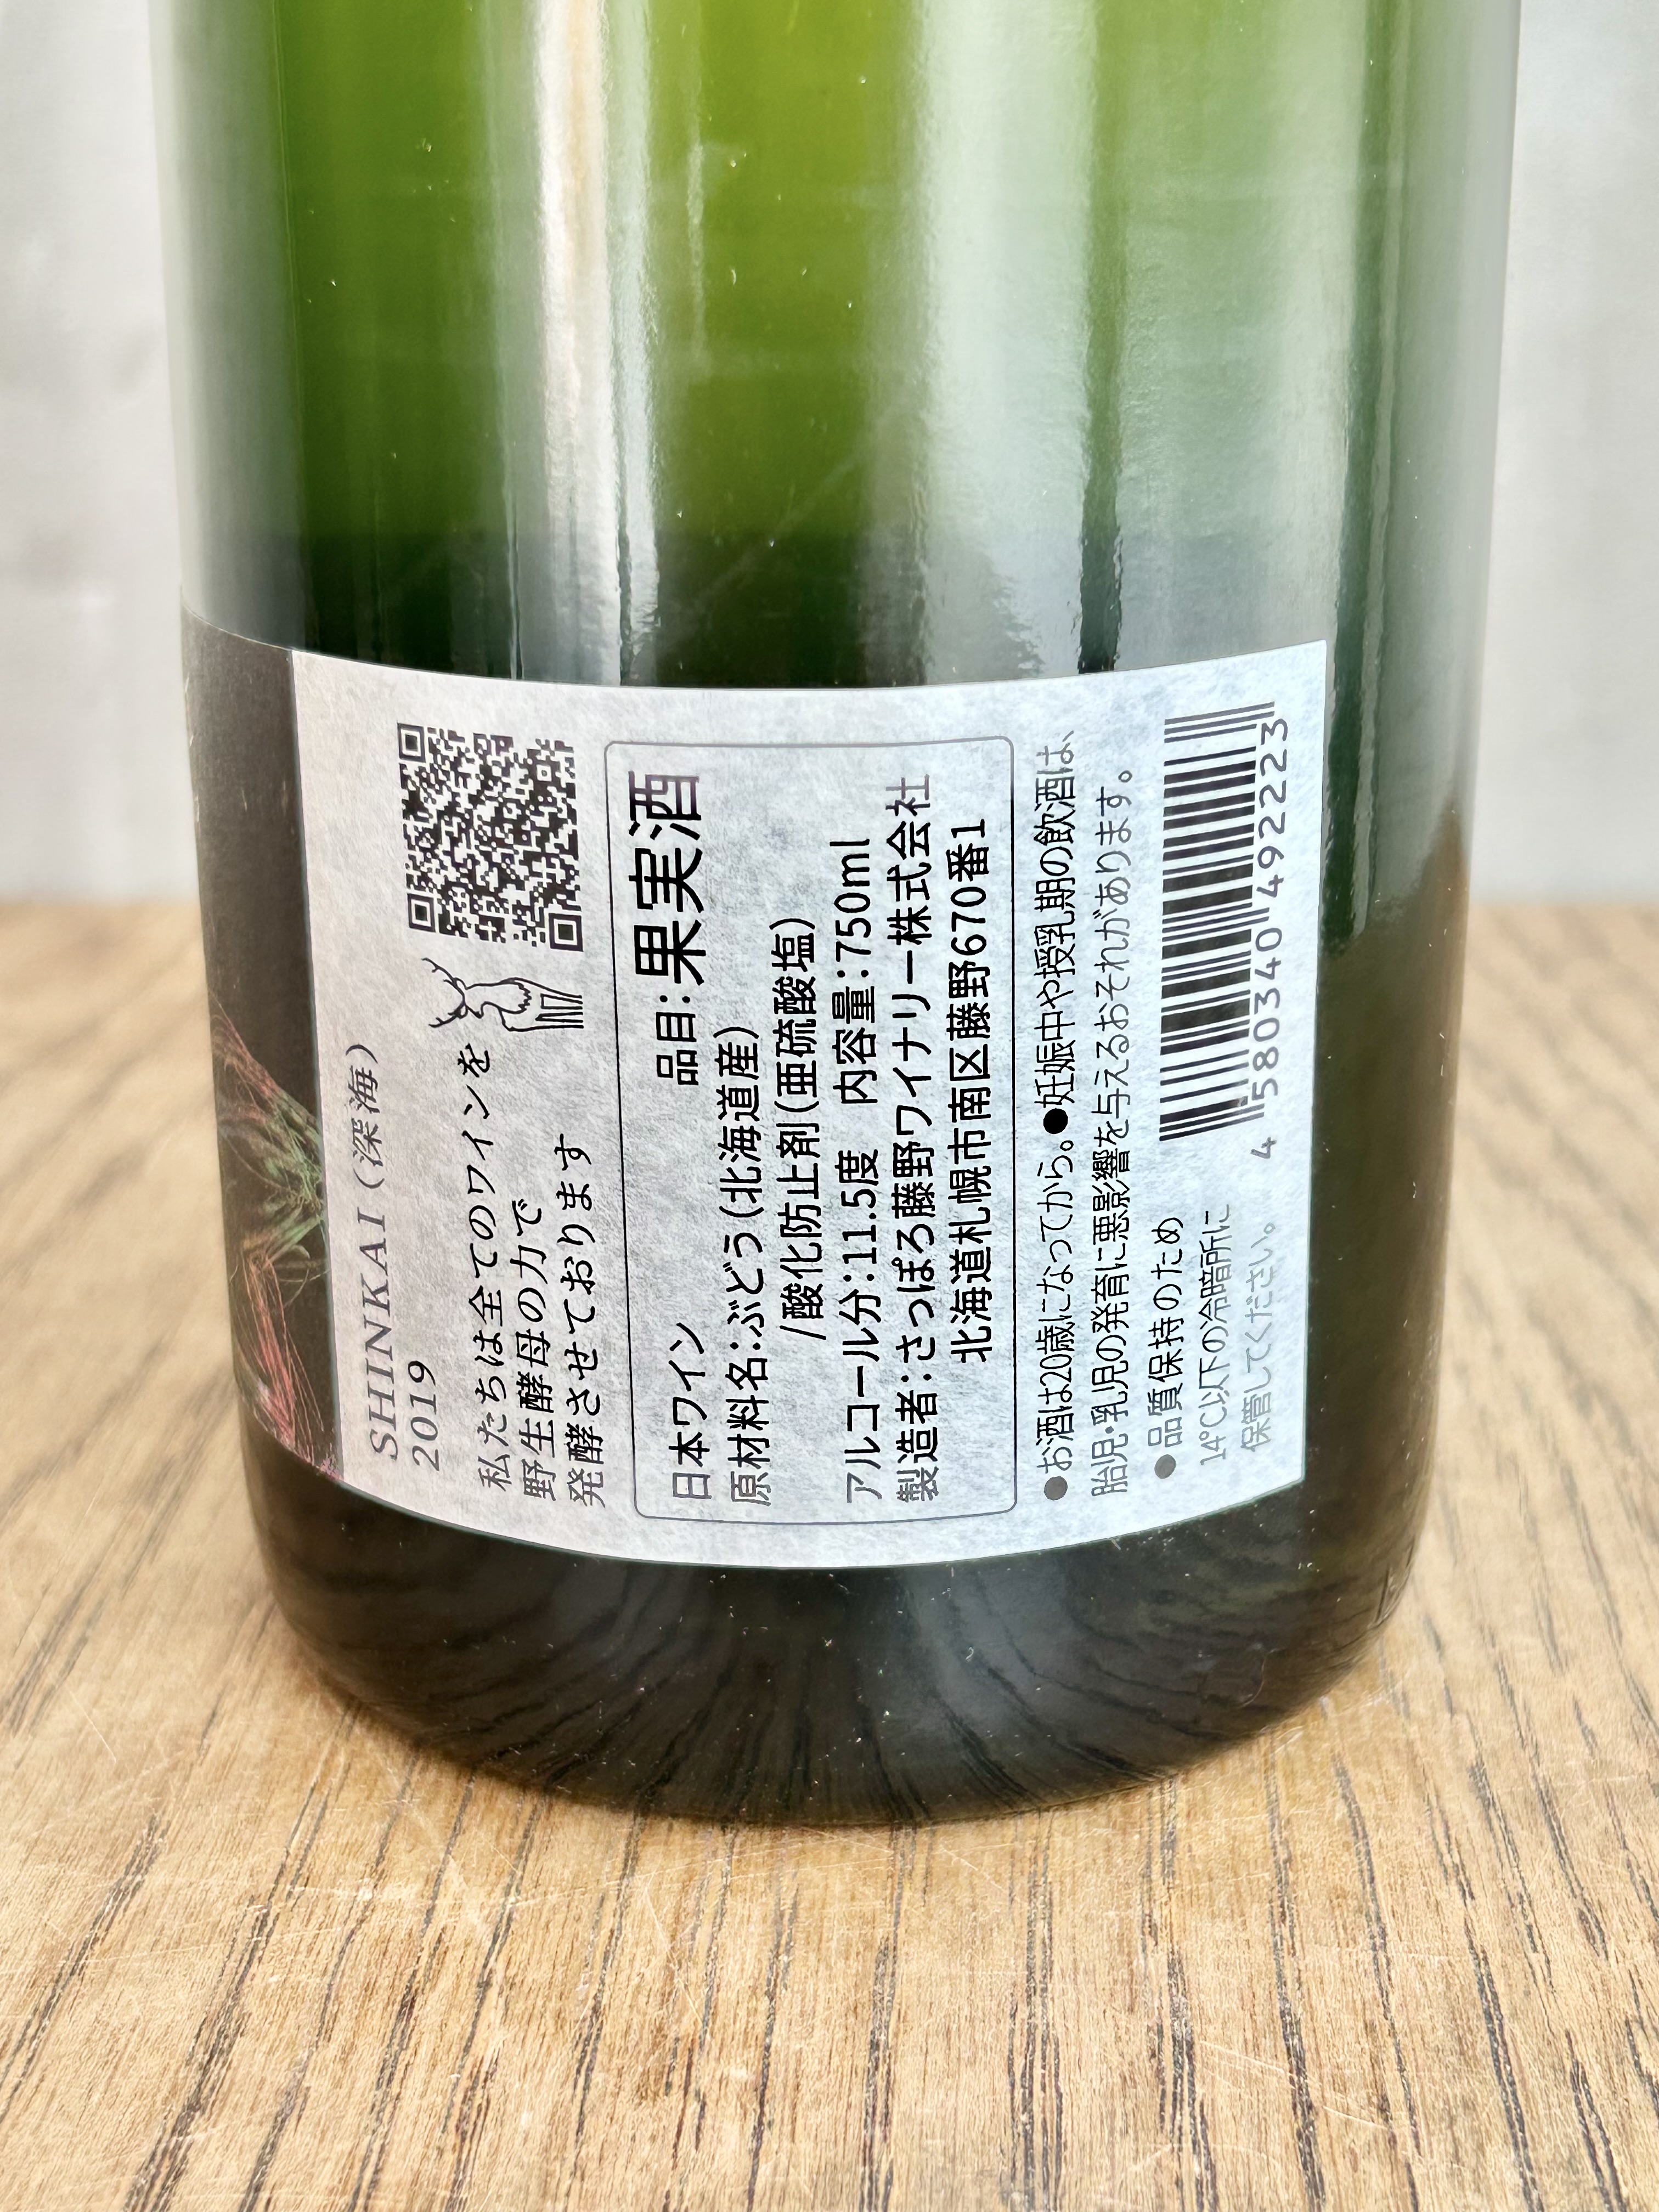 SHINKAI (深海)
2019
私たちは全てのワインを
野生酵母の力で
発酵させております
日本ワイン 品目:果実酒
原材料名:ぶどう(北海道産)
/酸化防止剤(亜硫酸塩)
アルコール分:11.5度 内容量:750ml
製造者:さっぽろ藤野ワイナリー株式会社
北海道札幌市南区藤野670番1
●お酒は20歳になってから。●妊娠中や授乳期の飲酒は、
胎児・乳児の発育に悪影響を与えるおそれがあります。
●品質保持のため
14℃以下の冷暗所に
保管してください。
4 580340 492223